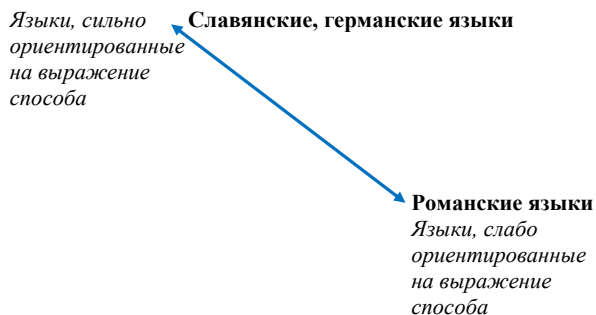 Языки, сильно
ориентированные
на выражение
способа
Славянские, германские языки
Романские языки
Языки, слабо
ориентированные
на выражение
способа